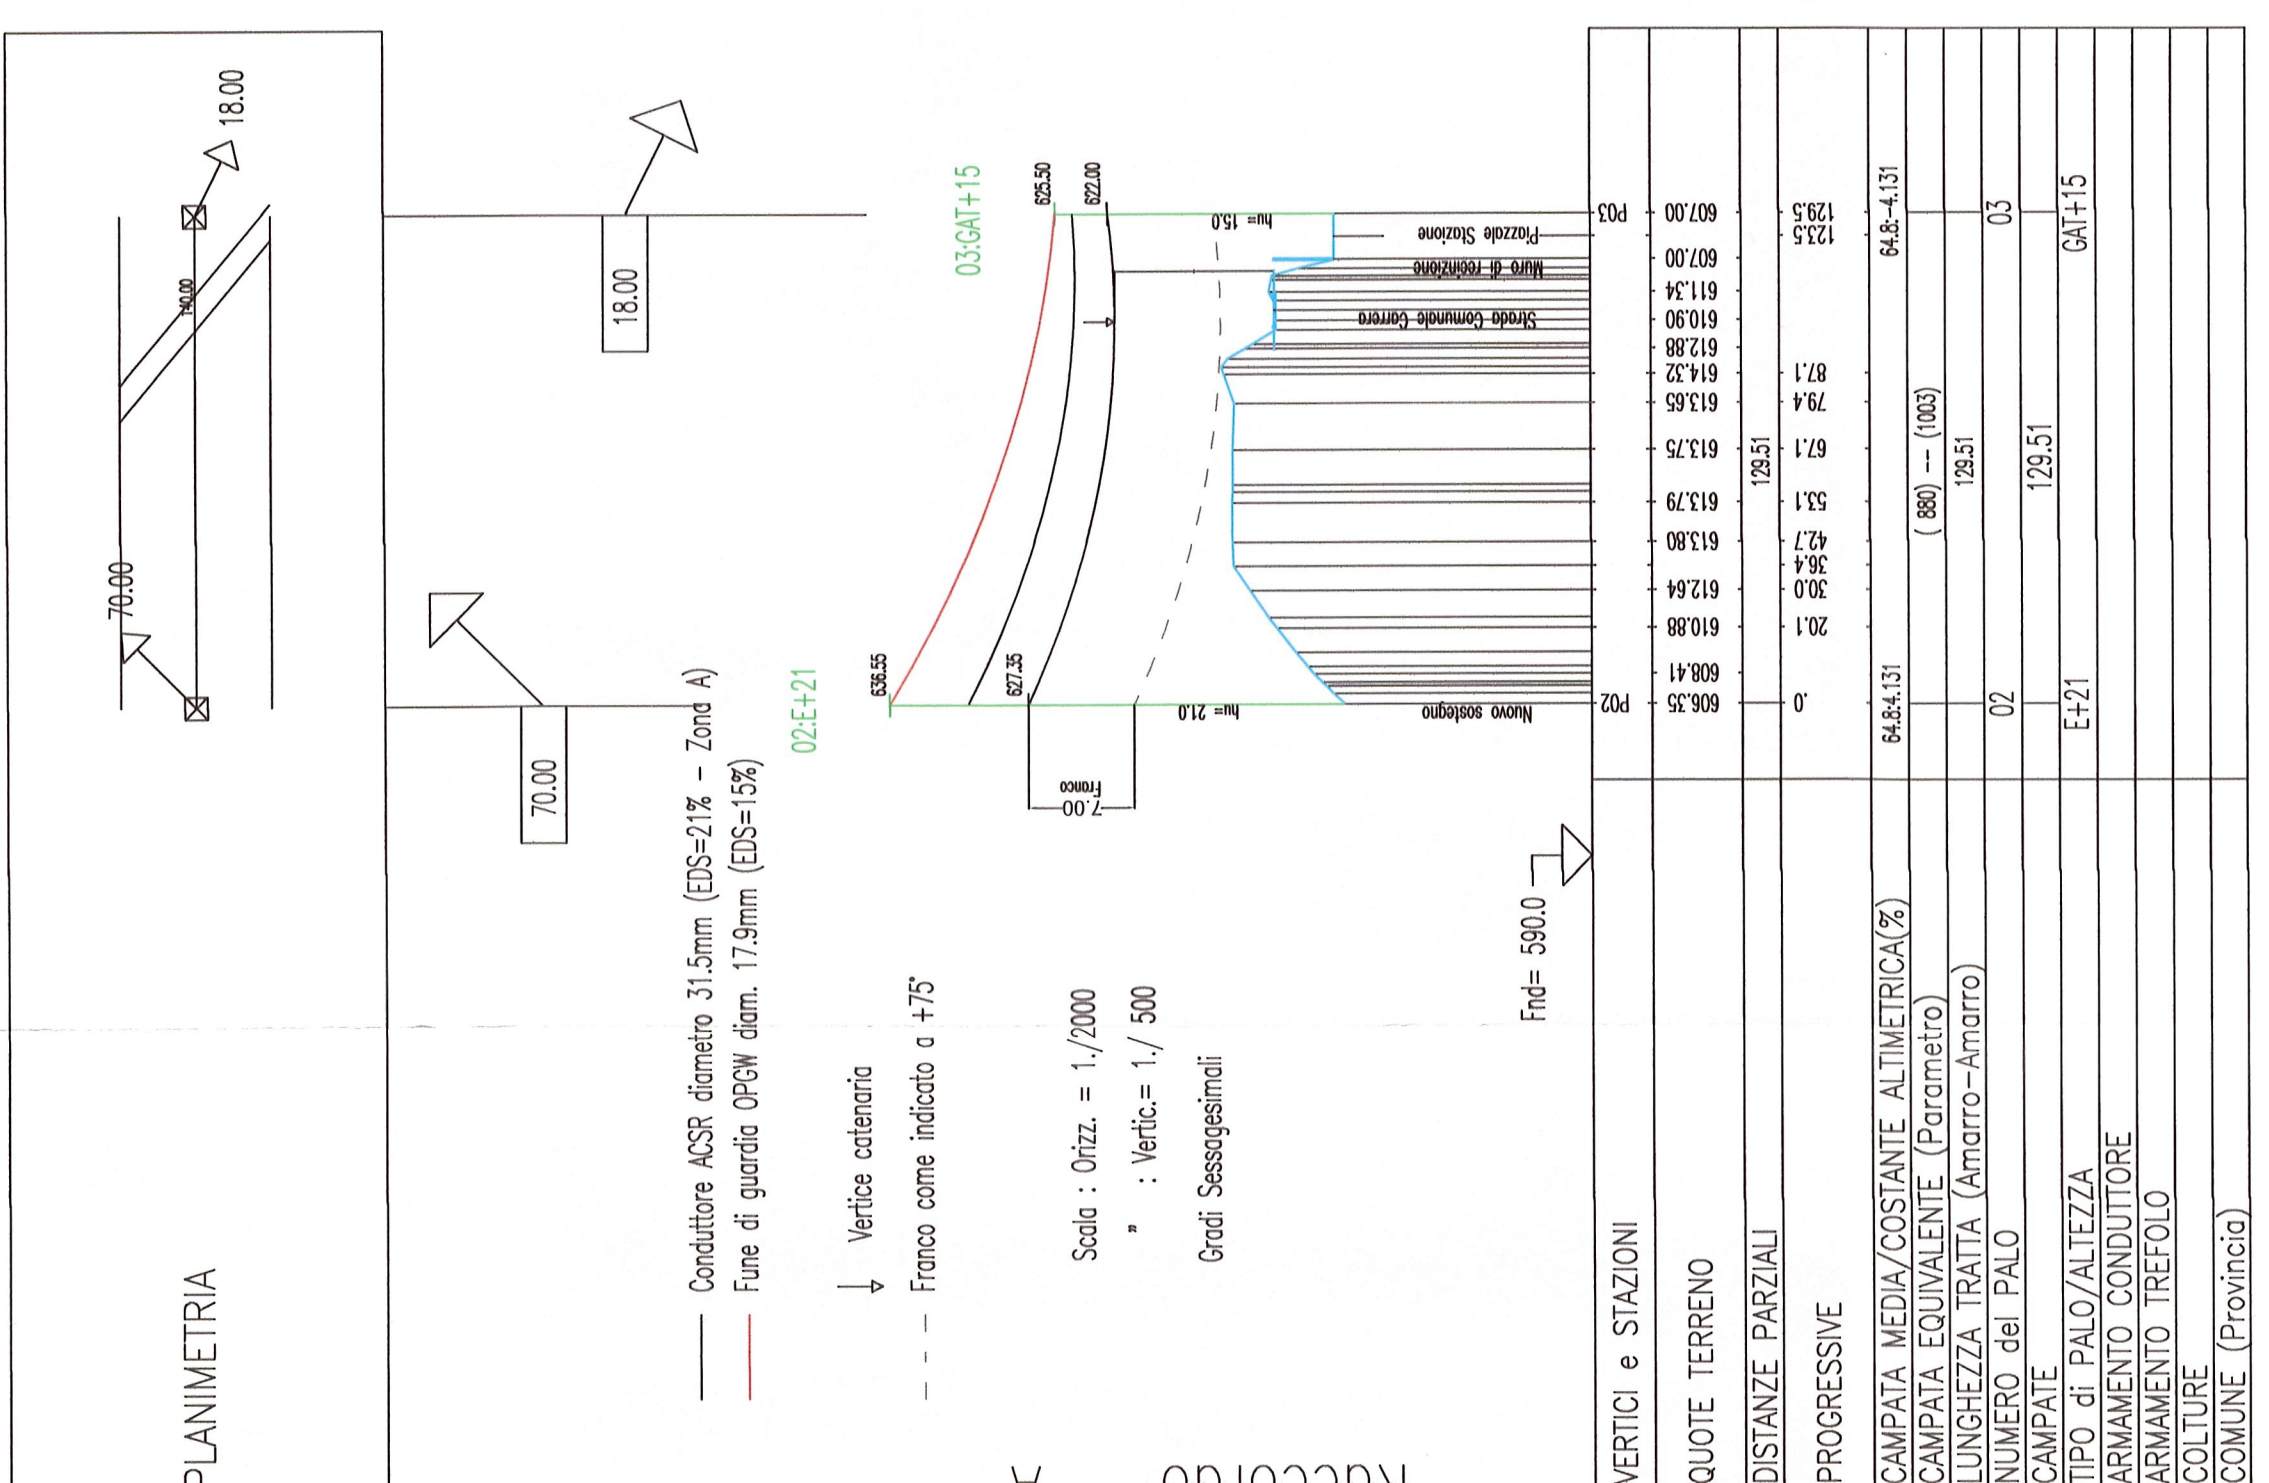 PLANIMETRIA
70.00
140.00
18.00
70.00
18.00
Conduttore ACSR diametro 31.5mm (EDS=21% - Zona A)
Fune di guardia OPGW diam. 17.9mm (EDS=15%)
Vertice catenaria
Franco come indicato a +75°
Scala : Orizz. = 1./2000
" : Vertic.= 1./ 500
Gradi Sessagesimali
02:E+21
03:GAT+15
636.55
627.35
625.50
622.00
Franco
7.00
hu= 21.0
hu= 15.0
Nuovo sostegno
Strada Comunale Carrera
Muro di recinzione
Piazzale Stazione
Fnd= 590.0
VERTICI e STAZIONI
P02
P03
QUOTE TERRENO
606.35
608.41
610.88
612.64
613.80
613.79
613.75
613.65
614.32
612.88
610.90
611.34
607.00
607.00
DISTANZE PARZIALI
129.51
PROGRESSIVE
.0
20.1
30.0
36.4
42.7
53.1
67.1
79.4
87.1
123.5
129.5
CAMPATA MEDIA/COSTANTE ALTIMETRICA(%)
64.8:4.131
64.8:-4.131
CAMPATA EQUIVALENTE (Parametro)
( 880) -- (1003)
LUNGHEZZA TRATTA (Amarro-Amarro)
129.51
NUMERO del PALO
02
03
CAMPATE
129.51
TIPO di PALO/ALTEZZA
E+21
GAT+15
ARMAMENTO CONDUTTORE
ARMAMENTO TREFOLO
COLTURE
COMUNE (Provincia)